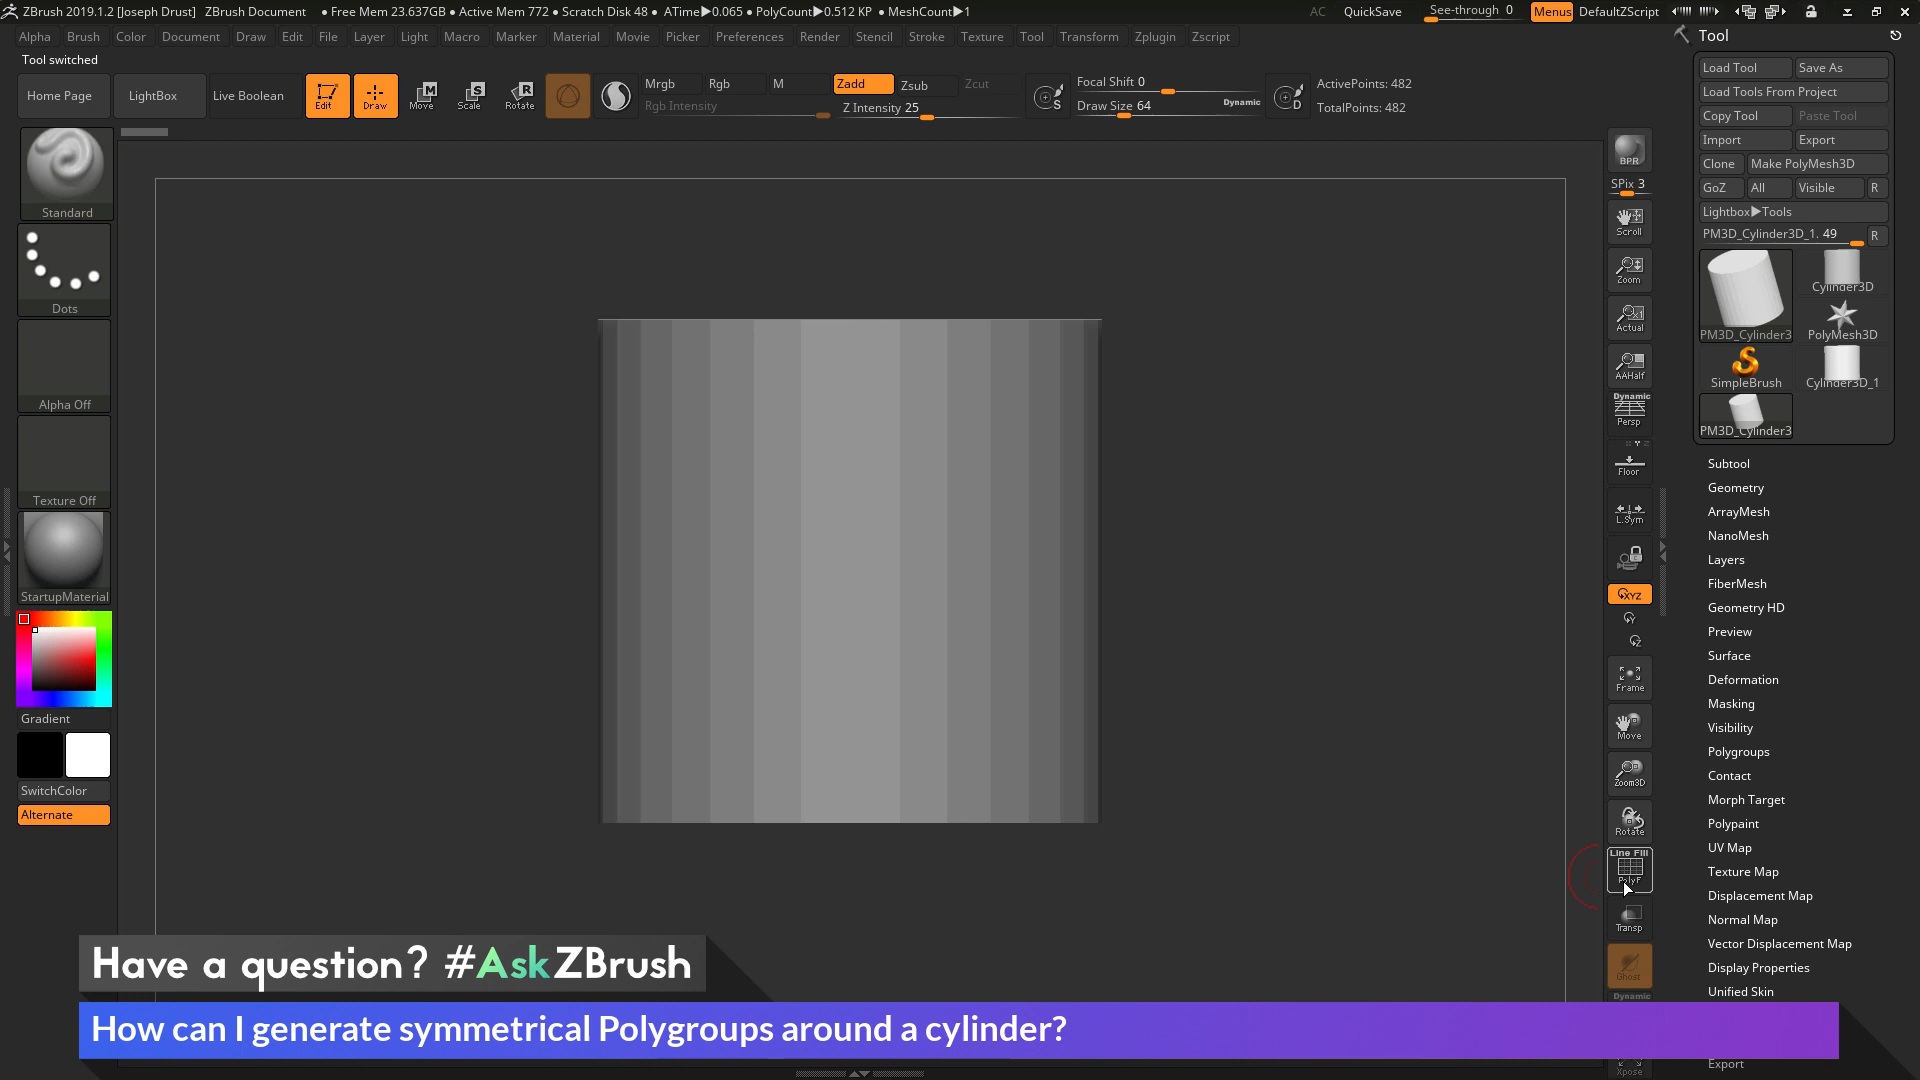 ZBrush 2019.1.2 [Joseph Drust] ZBrush Document • Free Mem 23.637GB • Active Mem 772 • Scratch Disk 48 • ATime▶0.065 • PolyCount▶0.512 KP • MeshCount▶1 AC QuickSave See-through 0 Menus DefaultZScript
Alpha Brush Color Document Draw Edit File Layer Light Macro Marker Material Movie Picker Preferences Render Stencil Stroke Texture Tool Transform Zplugin Zscript
Tool switched
Home Page LightBox Live Boolean Edit Draw Move Scale Rotate
Mrgb Rgb M Zadd Zsub Zcut
Rgb Intensity Z Intensity 25
Focal Shift 0
Draw Size 64 Dynamic
ActivePoints: 482
TotalPoints: 482
Standard
Dots
Alpha Off
Texture Off
StartupMaterial
Gradient
SwitchColor
Alternate
BPR
SPix 3
Scroll
Zoom
Actual
AAHalf
Dynamic
Persp
Floor
L.Sym
XYZ
Frame
Move
Zoom3D
Rotate
Line Fill
PolyF
Transp
Ghost
Dynamic
Xpose
Tool
Load Tool Save As
Load Tools From Project
Copy Tool Paste Tool
Import Export
Clone Make PolyMesh3D
GoZ All Visible R
Lightbox▶Tools
PM3D_Cylinder3D_1. 49 R
PM3D_Cylinder3 Cylinder3D
PolyMesh3D
SimpleBrush Cylinder3D_1
PM3D_Cylinder3
Subtool
Geometry
ArrayMesh
NanoMesh
Layers
FiberMesh
Geometry HD
Preview
Surface
Deformation
Masking
Visibility
Polygroups
Contact
Morph Target
Polypaint
UV Map
Texture Map
Displacement Map
Normal Map
Vector Displacement Map
Display Properties
Unified Skin
Export
Have a question? #AskZBrush
How can I generate symmetrical Polygroups around a cylinder?